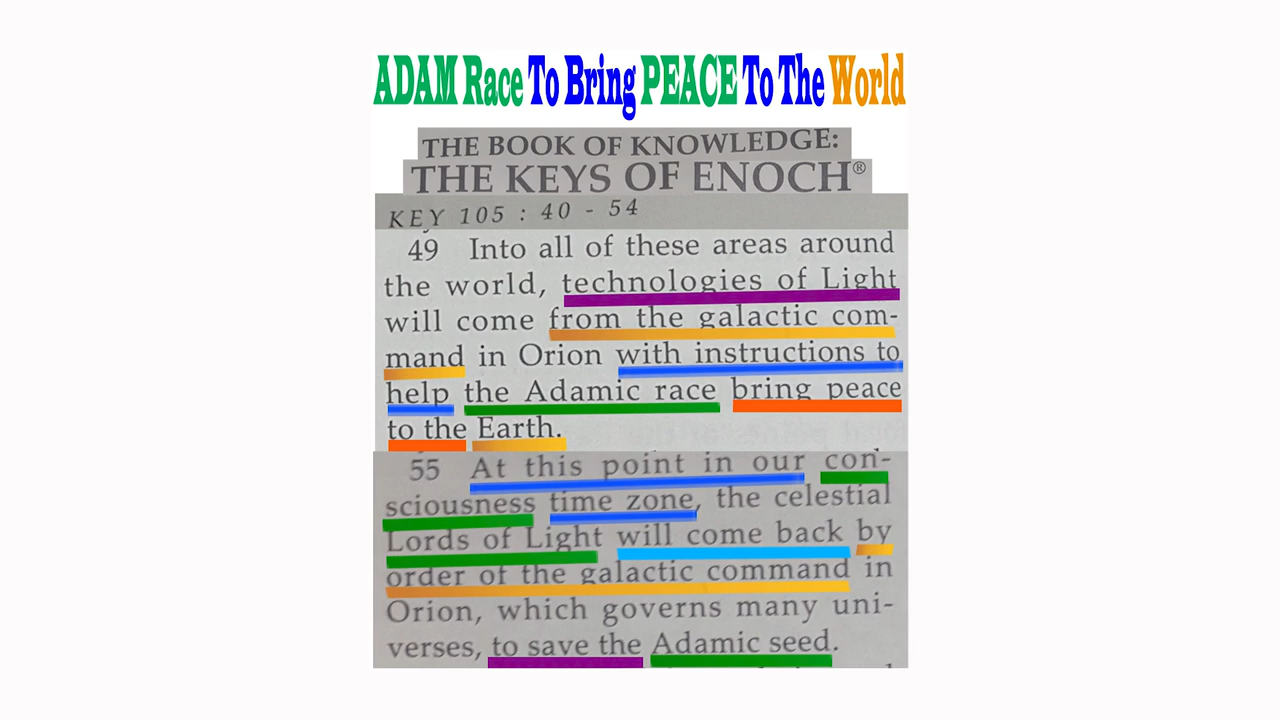 ADAM Race To Bring PEACE To The World
THE BOOK OF KNOWLEDGE:
THE KEYS OF ENOCH®
KEY 105 : 40 - 54
49 Into all of these areas around
the world, technologies of Light
will come from the galactic com-
mand in Orion with instructions to
help the Adamic race bring peace
to the Earth.
55 At this point in our con-
sciousness time zone, the celestial
Lords of Light will come back by
order of the galactic command in
Orion, which governs many uni-
verses, to save the Adamic seed.